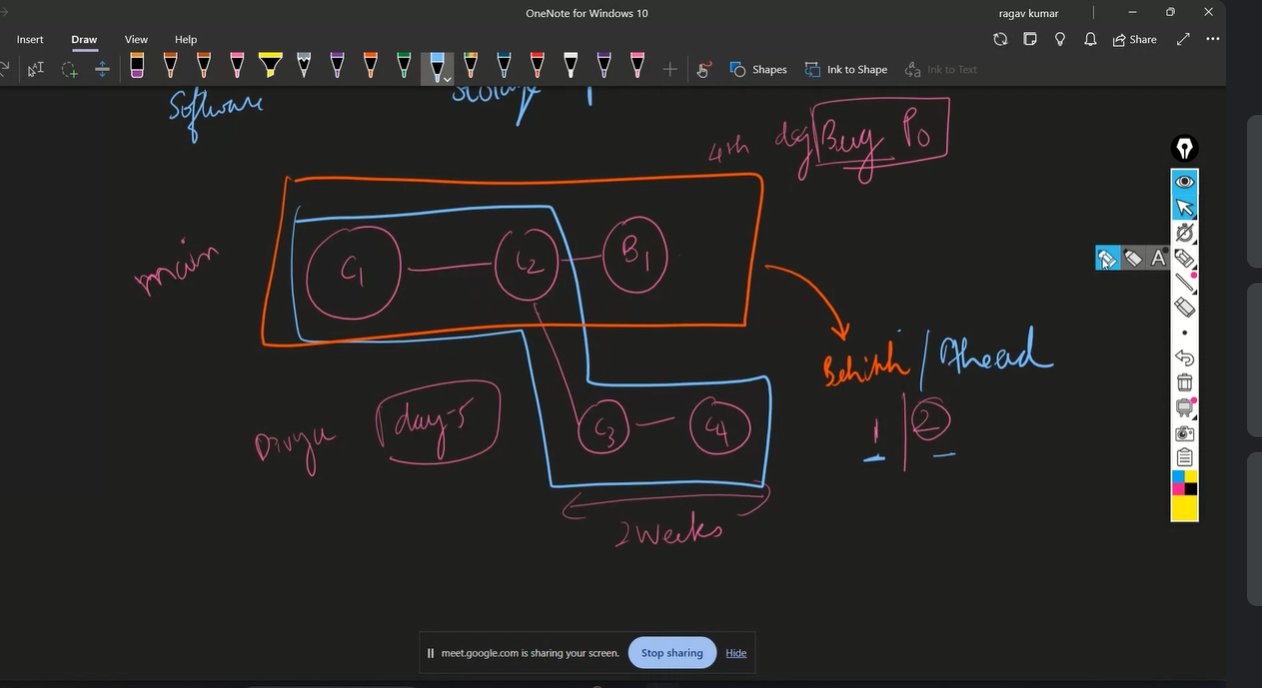 OneNote for Windows 10
ragav kumar
Insert Draw View Help
Share
Shapes Ink to Shape Ink to Text
Software
4th day Bug P0
main
C1 C2 B1
A
Behind / Ahead
1 2
Divya day-5
C3 C4
2 Weeks
meet.google.com is sharing your screen. Stop sharing Hide